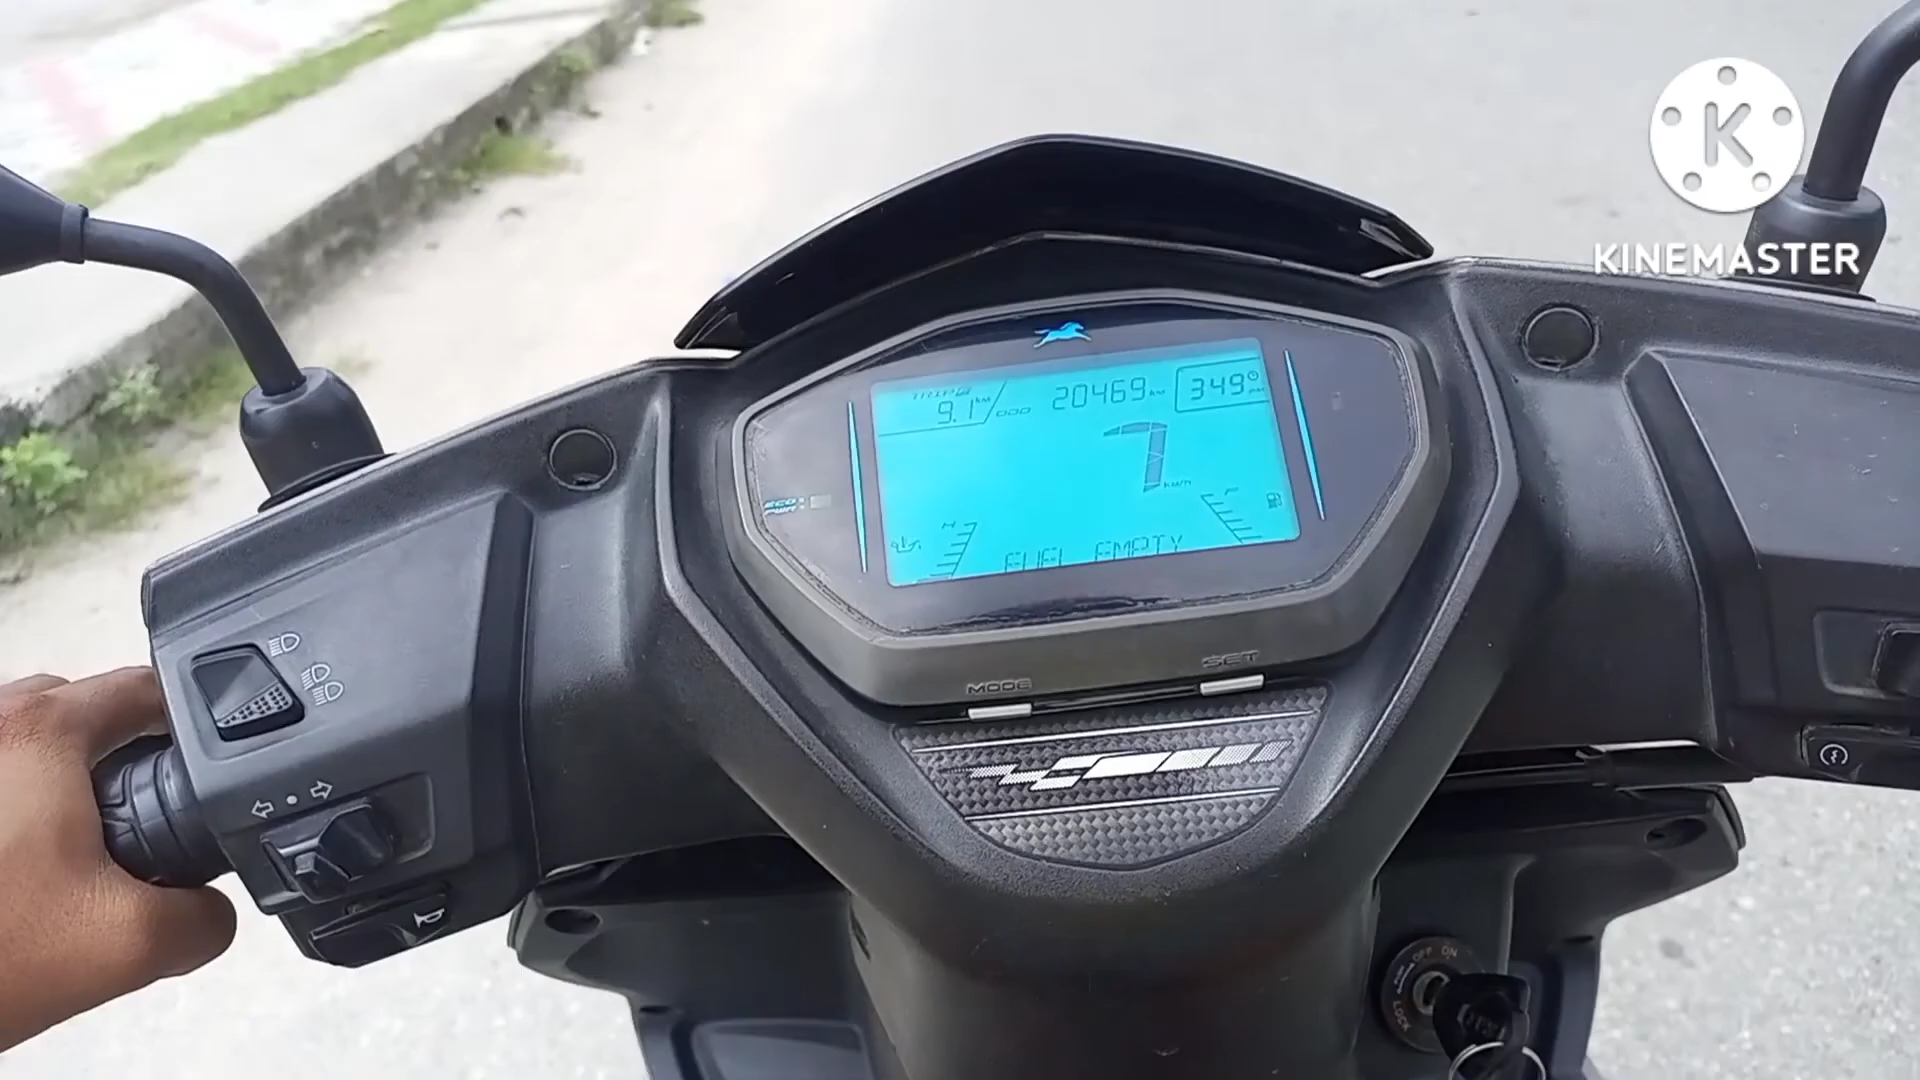 K
KINEMASTER
TRIP
9.1 km
20469 km
3:49 PM
7
km/h
ECO
PWR
H
F
FUEL EMPTY
SET
MODE
OFF ON
LOCK